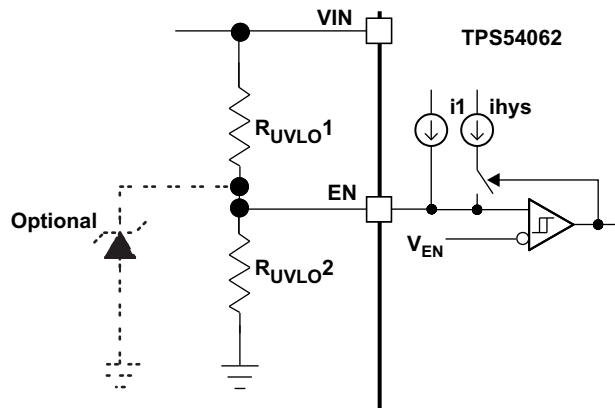 VIN
TPS54062
i1
ihys
RUVLO1
EN
Optional
VEN
RUVLO2